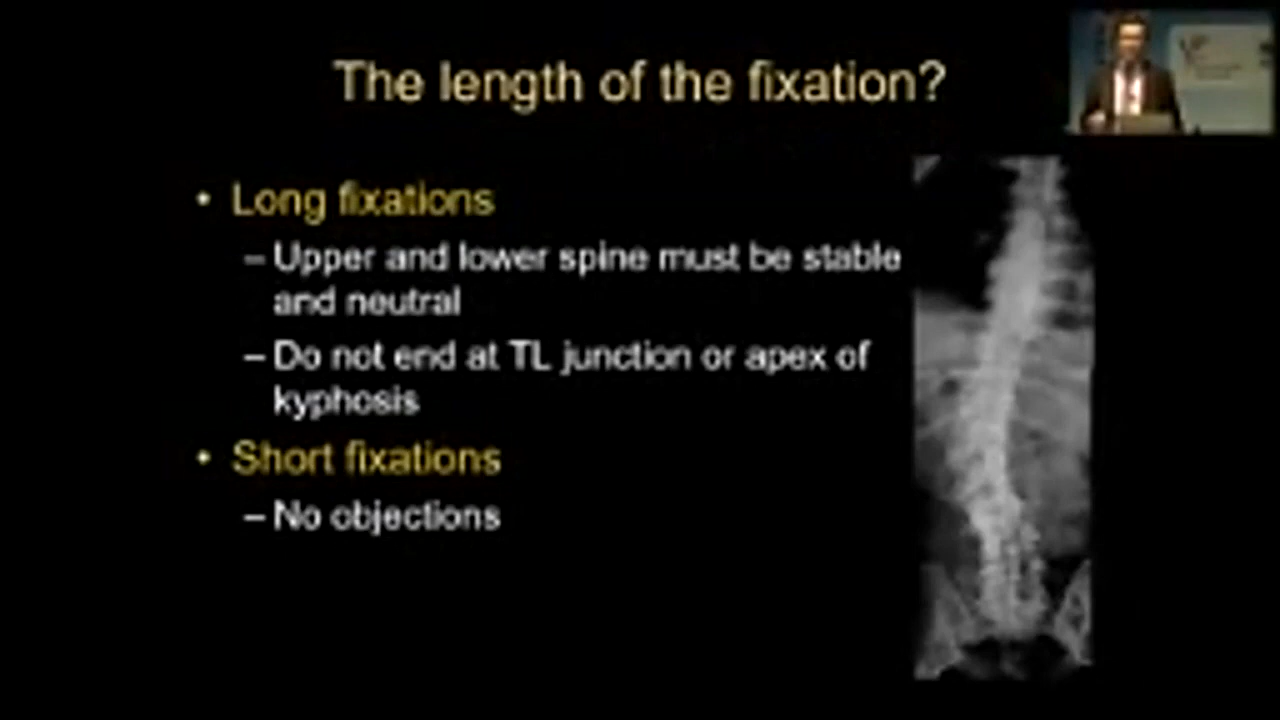 The length of the fixation?
• Long fixations
– Upper and lower spine must be stable
and neutral
– Do not end at TL junction or apex of
kyphosis
• Short fixations
– No objections